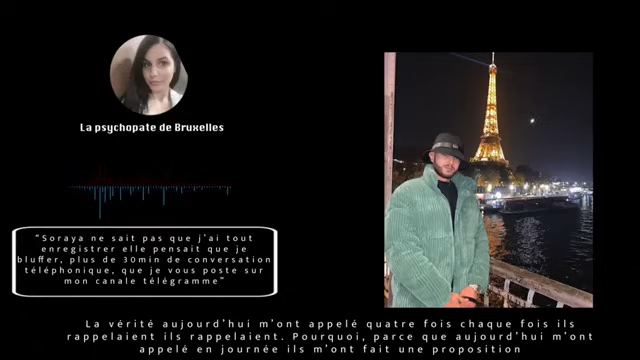 La psychopate de Bruxelles
“Soraya ne sait pas que j’ai tout
enregistrer elle pensait que je
bluffer, plus de 30min de conversation
téléphonique, que je vous poste sur
mon canale télégramme”
La vérité aujourd’hui m’ont appelé quatre fois chaque fois ils
rappelaient ils rappelaient. Pourquoi, parce que aujourd’hui m’ont
appelé en journée ils m’ont fait une proposition